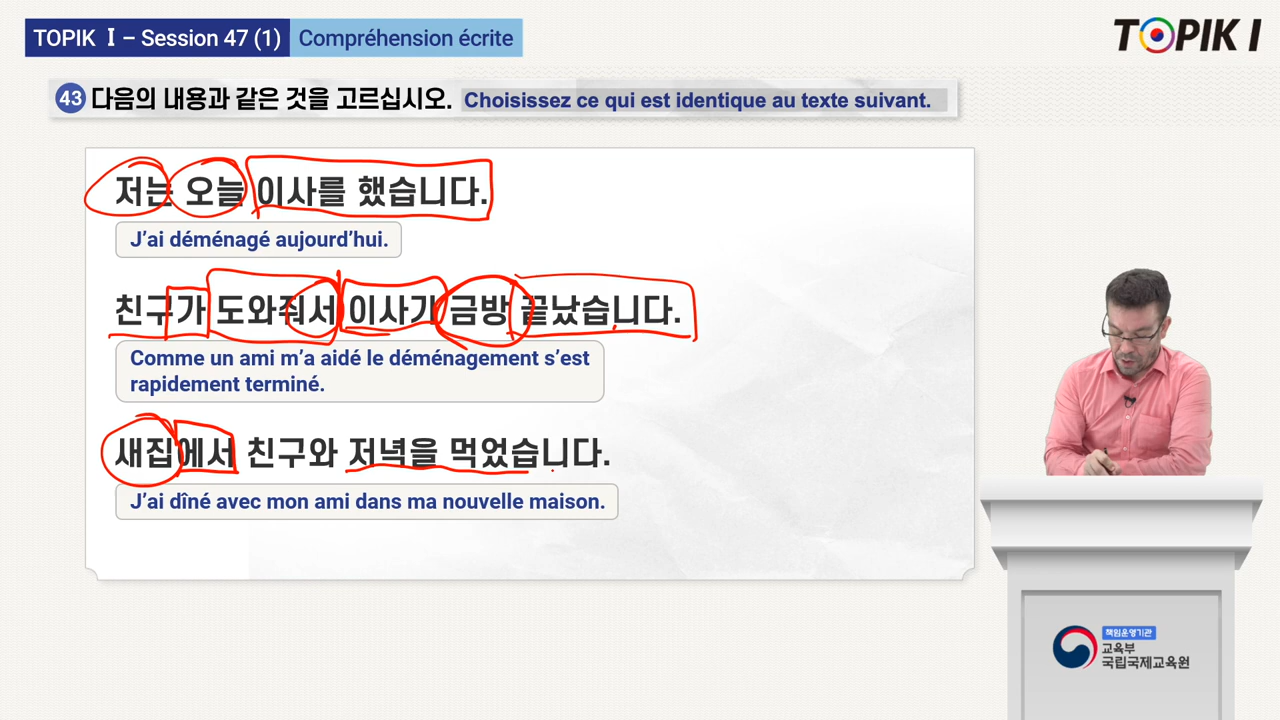 TOPIK Ⅰ – Session 47 (1) Compréhension écrite
TOPIK I
43 다음의 내용과 같은 것을 고르십시오. Choisissez ce qui est identique au texte suivant.
저는 오늘 이사를 했습니다.
J’ai déménagé aujourd’hui.
친구가 도와줘서 이사가 금방 끝났습니다.
Comme un ami m’a aidé le déménagement s’est
rapidement terminé.
새집에서 친구와 저녁을 먹었습니다.
J’ai dîné avec mon ami dans ma nouvelle maison.
책임운영기관
교육부
국립국제교육원